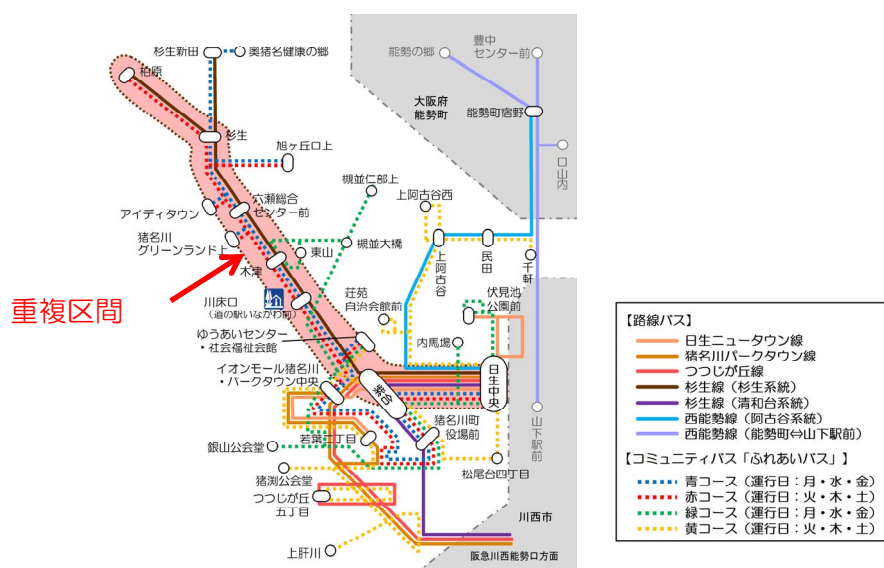 杉生新田
奥猪名健康の郷
能勢の郷
豊中
センター前
柏原
大阪府
能勢町
能勢町宿野
杉生
旭ヶ丘口上
口山内
槻並仁部上
上阿古谷西
六瀬総合
センター前
アイディタウン
猪名川
グリーンランド上
槻並大橋
東山
上阿古谷
民田
千軒
木津
重複区間
川床口
(道の駅いながわ前)
荘苑
自治会館前
伏見池
公園前
ゆうあいセンター
・社会福祉会館
内馬場
イオンモール猪名川
・パークタウン中央
紫合
日生中央
猪名川町
役場前
山下駅前
若葉二丁目
銀山公会堂
猪渕公会堂
松尾台四丁目
つつじが丘
五丁目
川西市
上肝川
阪急川西能勢口方面
【路線バス】
日生ニュータウン線
猪名川パークタウン線
つつじが丘線
杉生線(杉生系統)
杉生線(清和台系統)
西能勢線(阿古谷系統)
西能勢線(能勢町⇔山下駅前)
【コミュニティバス「ふれあいバス」】
青コース(運行日:月・水・金)
赤コース(運行日:火・木・土)
緑コース(運行日:月・水・金)
黄コース(運行日:火・木・土)